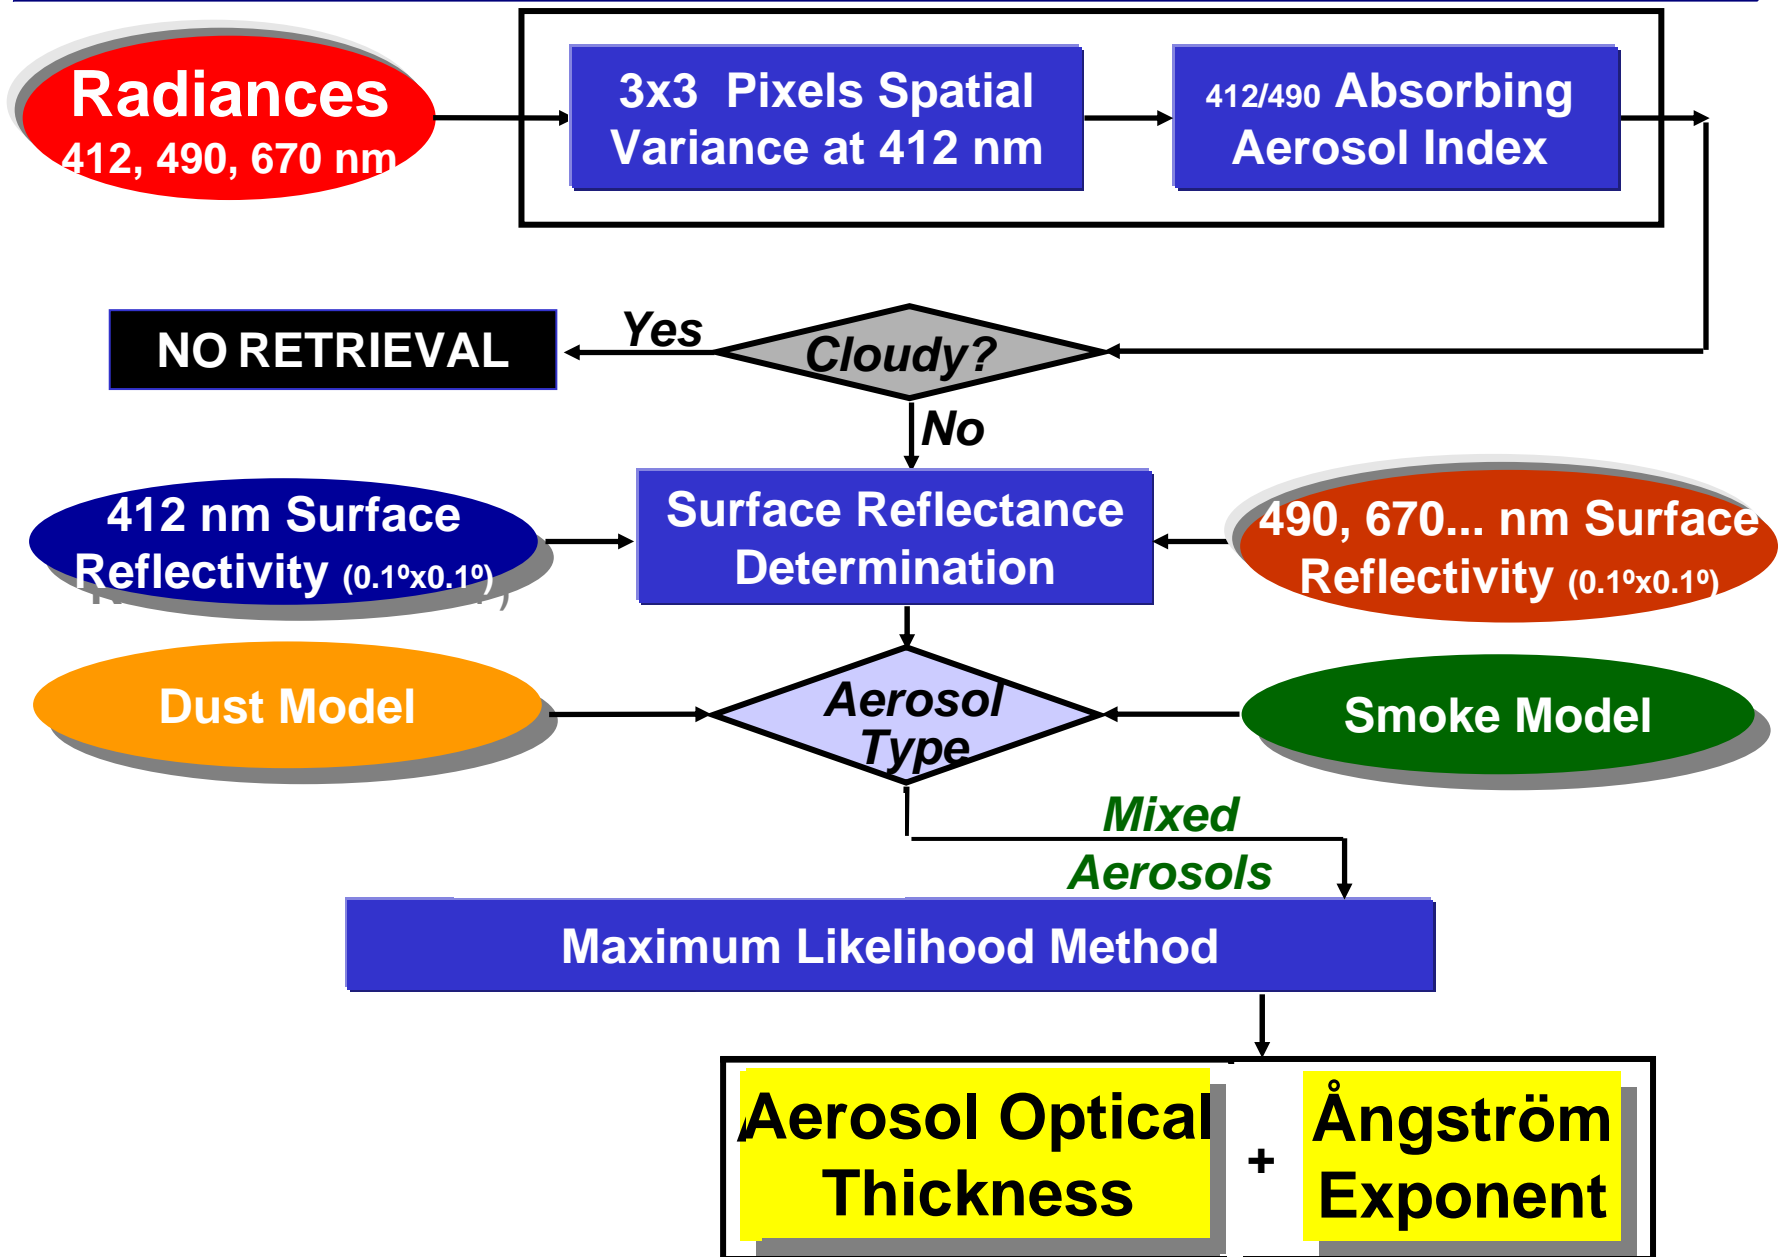 Radiances
412, 490, 670 nm
3x3 Pixels Spatial
Variance at 412 nm
412/490 Absorbing
Aerosol Index
NO RETRIEVAL
Yes
Cloudy?
No
412 nm Surface
Reflectivity (0.1ºx0.1º)
Surface Reflectance
Determination
490, 670... nm Surface
Reflectivity (0.1ºx0.1º)
Dust Model
Aerosol
Type
Smoke Model
Mixed
Aerosols
Maximum Likelihood Method
Aerosol Optical
Thickness
+
Ångström
Exponent